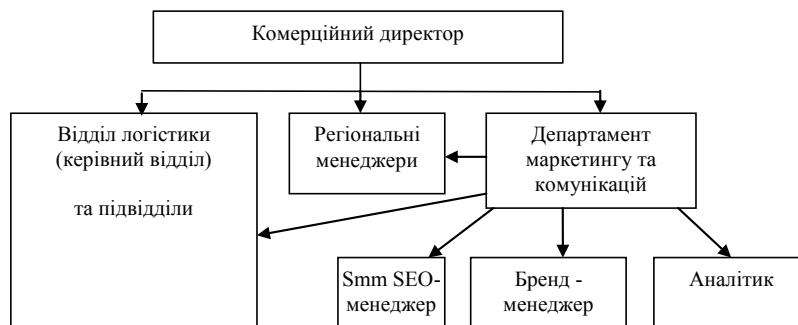 Комерційний директор
Відділ логістики
(керівний відділ)
та підвідділи
Регіональні
менеджери
Департамент
маркетингу та
комунікацій
Smm SEO-
менеджер
Бренд -
менеджер
Аналітик